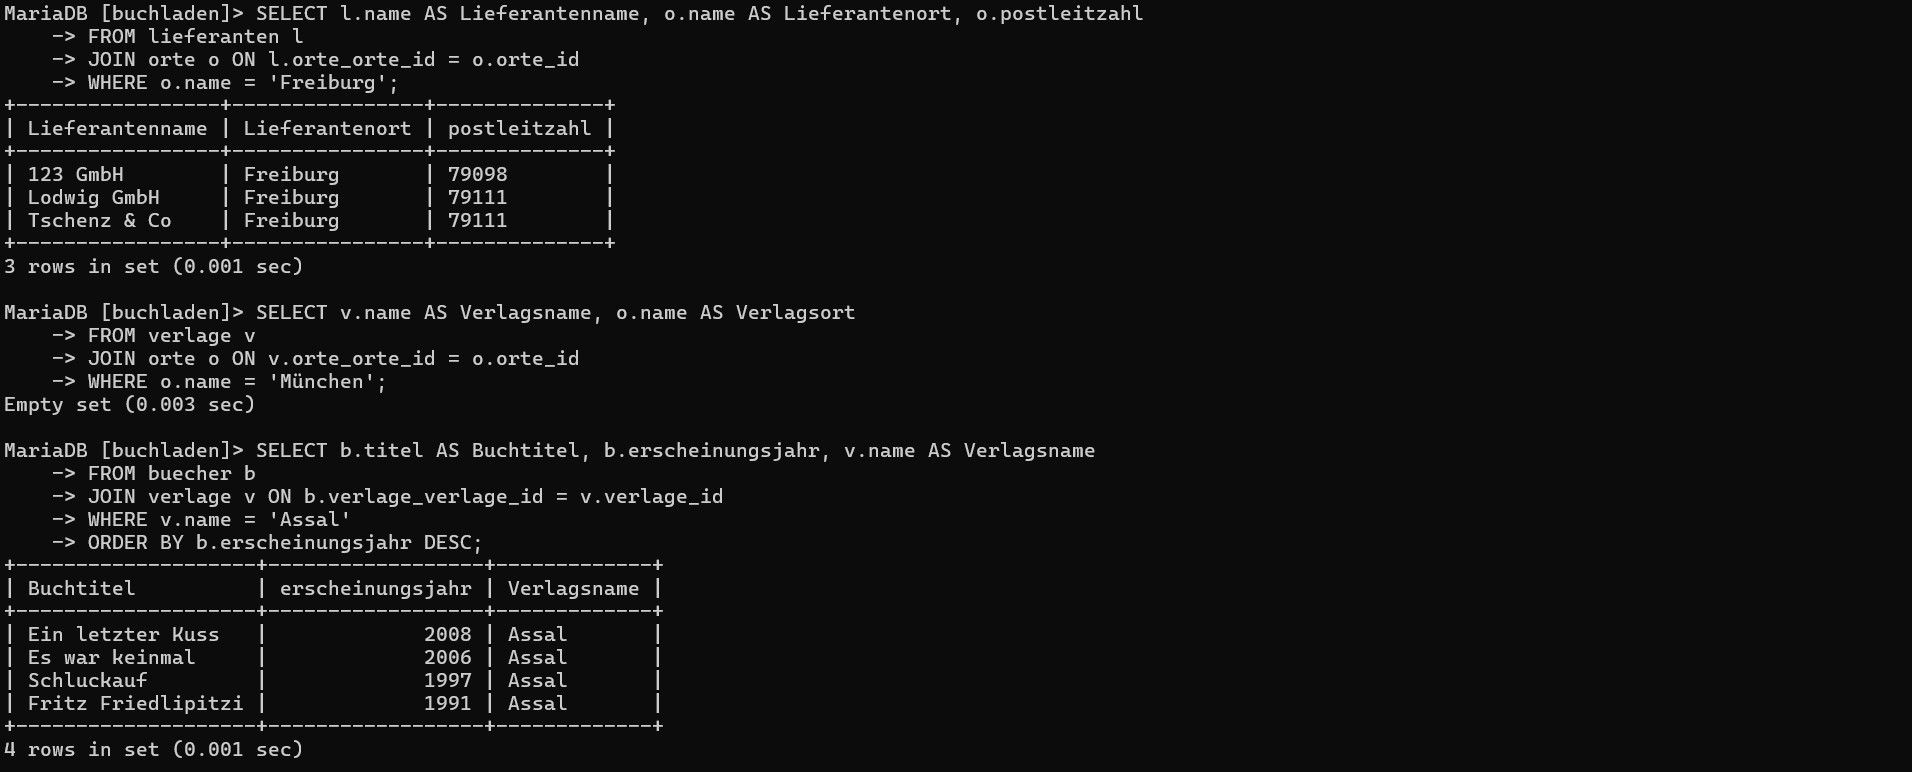 MariaDB [buchladen]> SELECT l.name AS Lieferantenname, o.name AS Lieferantenort, o.postleitzahl
    -> FROM lieferanten l
    -> JOIN orte o ON l.orte_orte_id = o.orte_id
    -> WHERE o.name = 'Freiburg';
+-----------------+----------------+--------------+
| Lieferantenname | Lieferantenort | postleitzahl |
+-----------------+----------------+--------------+
| 123 GmbH        | Freiburg       | 79098        |
| Lodwig GmbH     | Freiburg       | 79111        |
| Tschenz & Co    | Freiburg       | 79111        |
+-----------------+----------------+--------------+
3 rows in set (0.001 sec)

MariaDB [buchladen]> SELECT v.name AS Verlagsname, o.name AS Verlagsort
    -> FROM verlage v
    -> JOIN orte o ON v.orte_orte_id = o.orte_id
    -> WHERE o.name = 'München';
Empty set (0.003 sec)

MariaDB [buchladen]> SELECT b.titel AS Buchtitel, b.erscheinungsjahr, v.name AS Verlagsname
    -> FROM buecher b
    -> JOIN verlage v ON b.verlage_verlage_id = v.verlage_id
    -> WHERE v.name = 'Assal'
    -> ORDER BY b.erscheinungsjahr DESC;
+--------------------+------------------+-------------+
| Buchtitel          | erscheinungsjahr | Verlagsname |
+--------------------+------------------+-------------+
| Ein letzter Kuss   |             2008 | Assal       |
| Es war keinmal     |             2006 | Assal       |
| Schluckauf         |             1997 | Assal       |
| Fritz Friedlipitzi |             1991 | Assal       |
+--------------------+------------------+-------------+
4 rows in set (0.001 sec)